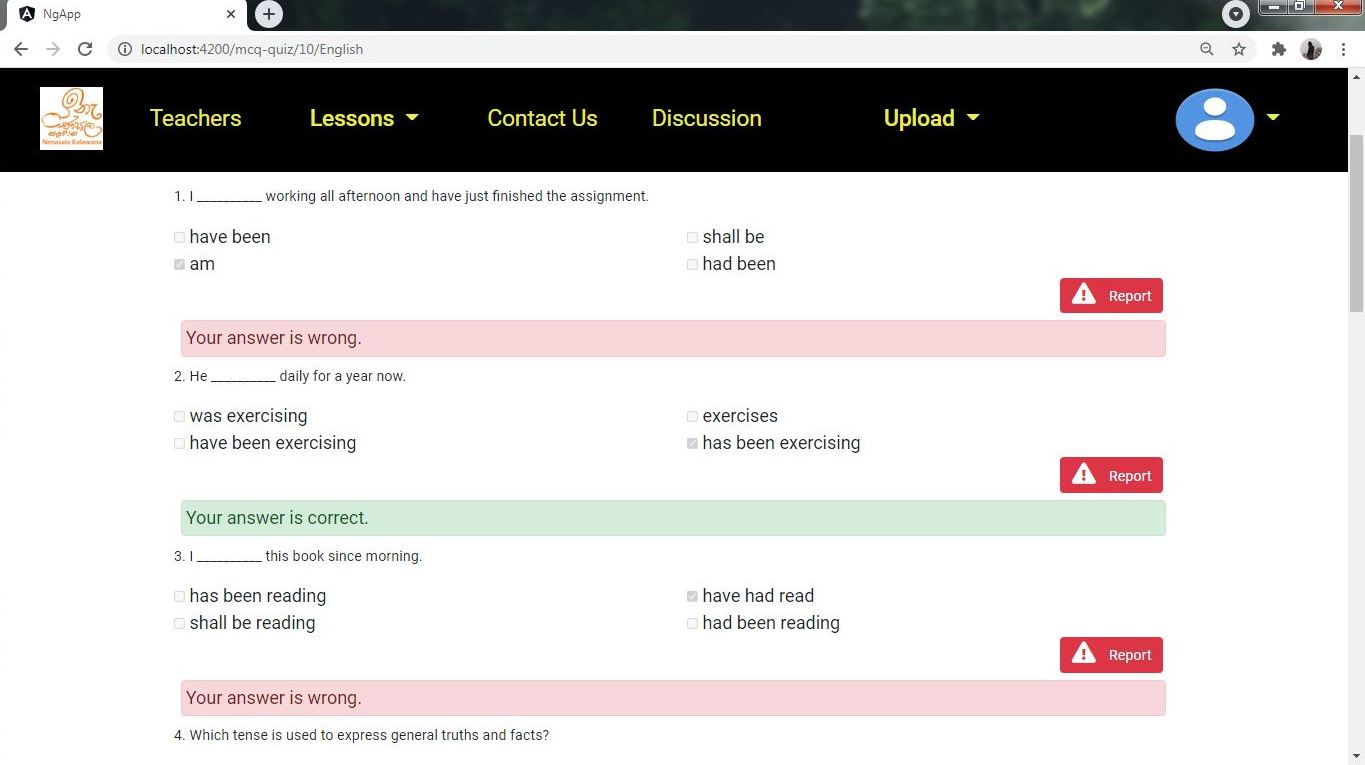 NgApp
localhost:4200/mcq-quiz/10/English
Nenasala Kalawana
Teachers Lessons Contact Us Discussion Upload
1. I __________ working all afternoon and have just finished the assignment.
have been shall be
am had been
Report
Your answer is wrong.
2. He __________ daily for a year now.
was exercising exercises
have been exercising has been exercising
Report
Your answer is correct.
3. I __________ this book since morning.
has been reading have had read
shall be reading had been reading
Report
Your answer is wrong.
4. Which tense is used to express general truths and facts?